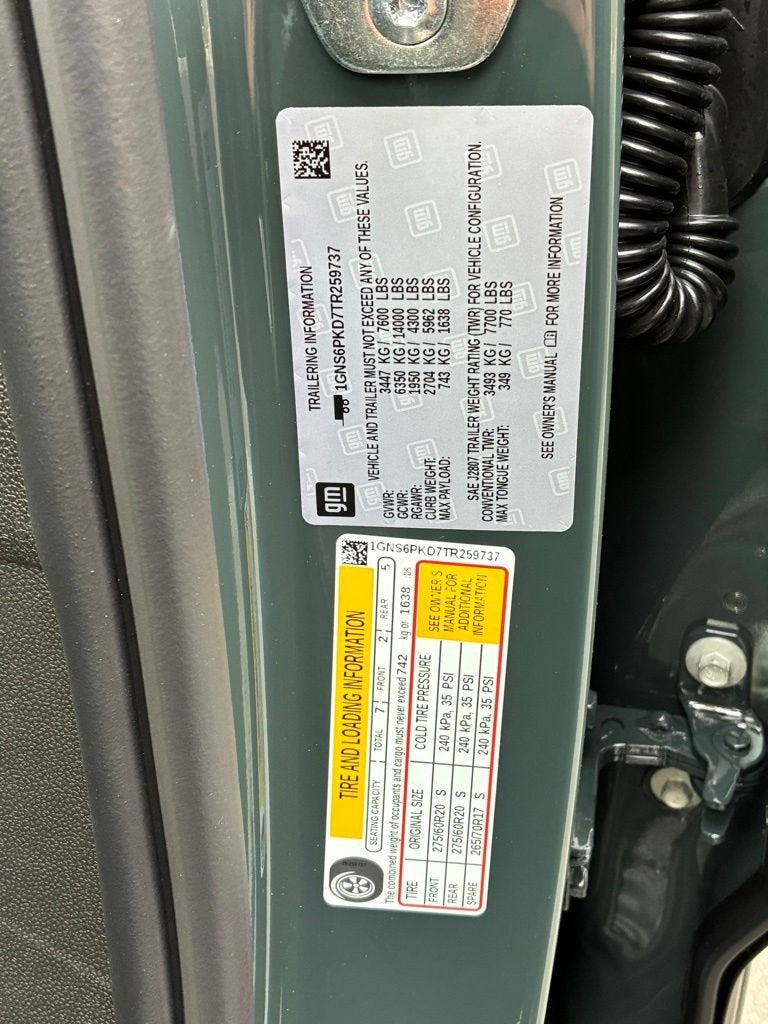 gm
TRAILERING INFORMATION
1GNS6PKD7TR259737
VEHICLE AND TRAILER MUST NOT EXCEED ANY OF THESE VALUES.
GVWR: 3447 KG / 7600 LBS
GCWR: 6350 KG / 14000 LBS
RGAWR: 1950 KG / 4300 LBS
CURB WEIGHT: 2704 KG / 5962 LBS
MAX PAYLOAD: 743 KG / 1638 LBS
SAE J2807 TRAILER WEIGHT RATING (TWR) FOR VEHICLE CONFIGURATION.
CONVENTIONAL TWR: 3493 KG / 7700 LBS
MAX TONGUE WEIGHT: 349 KG / 770 LBS
SEE OWNER'S MANUAL FOR MORE INFORMATION
TIRE AND LOADING INFORMATION
SEATING CAPACITY TOTAL 7 FRONT 2 REAR 5
The combined weight of occupants and cargo must never exceed 742 kg or 1638 LBS
TIRE ORIGINAL SIZE COLD TIRE PRESSURE
FRONT 275/60R20 S 240 kPa, 35 PSI
REAR 275/60R20 S 240 kPa, 35 PSI
SPARE 265/70R17 S 240 kPa, 35 PSI
SEE OWNER'S
MANUAL FOR
ADDITIONAL
INFORMATION
1GNS6PKD7TR259737